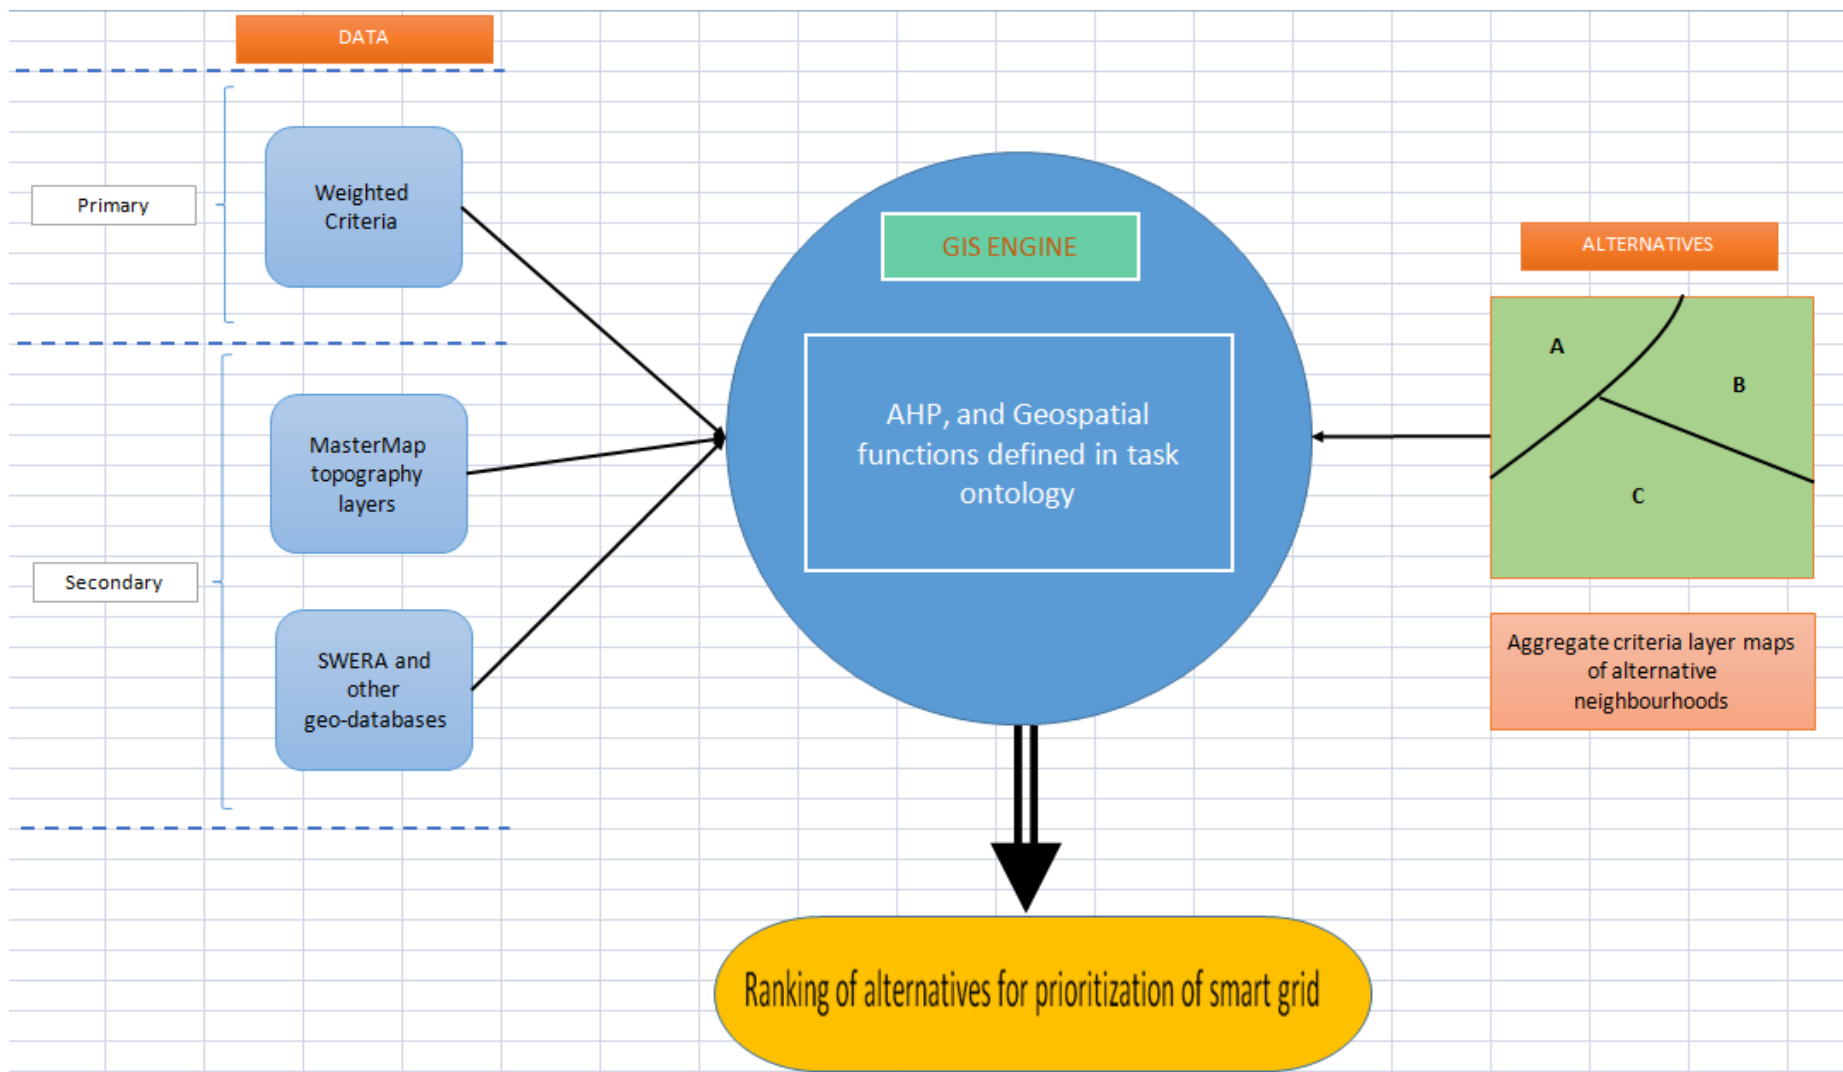 DATA
Primary
Weighted
Criteria
Secondary
MasterMap
topography
layers
SWERA and
other
geo-databases
GIS ENGINE
AHP, and Geospatial
functions defined in task
ontology
ALTERNATIVES
A
B
C
Aggregate criteria layer maps
of alternative
neighbourhoods
Ranking of alternatives for prioritization of smart grid